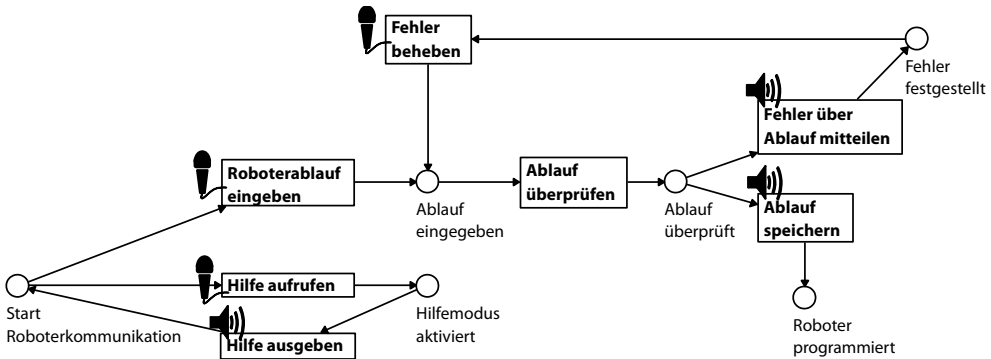 Fehler
beheben
Fehler
festgestellt
Fehler über
Ablauf mitteilen
Roboterablauf
eingeben
Ablauf
eingegeben
Ablauf
überprüfen
Ablauf
überprüft
Ablauf
speichern
Start
Roboterkommunikation
Hilfe aufrufen
Hilfemodus
aktiviert
Hilfe ausgeben
Roboter
programmiert